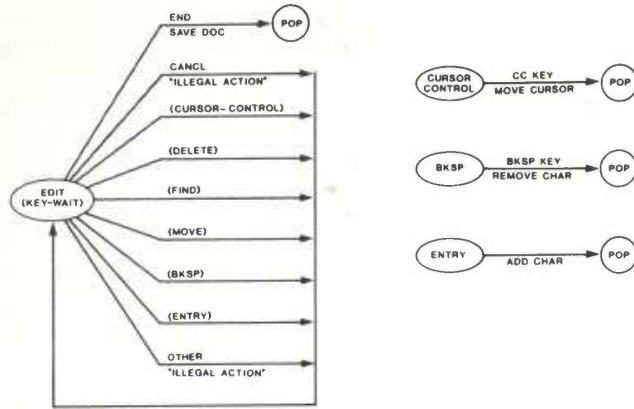 END
SAVE DOC
POP
CANCL
"ILLEGAL ACTION"
(CURSOR-CONTROL)
(DELETE)
EDIT
(KEY-WAIT)
(FIND)
(MOVE)
(BKSP)
(ENTRY)
OTHER
"ILLEGAL ACTION"
CURSOR
CONTROL
CC KEY
MOVE CURSOR
POP
BKSP
BKSP KEY
REMOVE CHAR
POP
ENTRY
ADD CHAR
POP